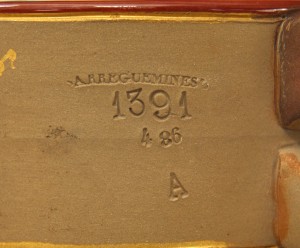 SARREGUEMINES
1391
4 86
A